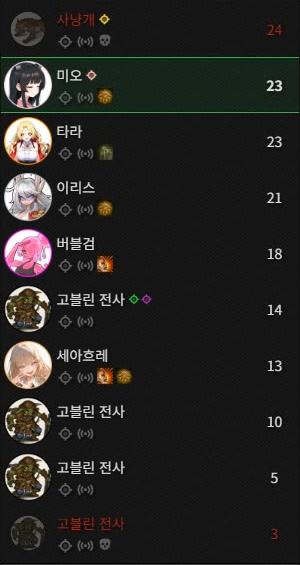 사냥개 24
미오 23
타라 23
이리스 21
버블검 18
고블린 전사 14
세아흐레 13
고블린 전사 10
고블린 전사 5
고블린 전사 3